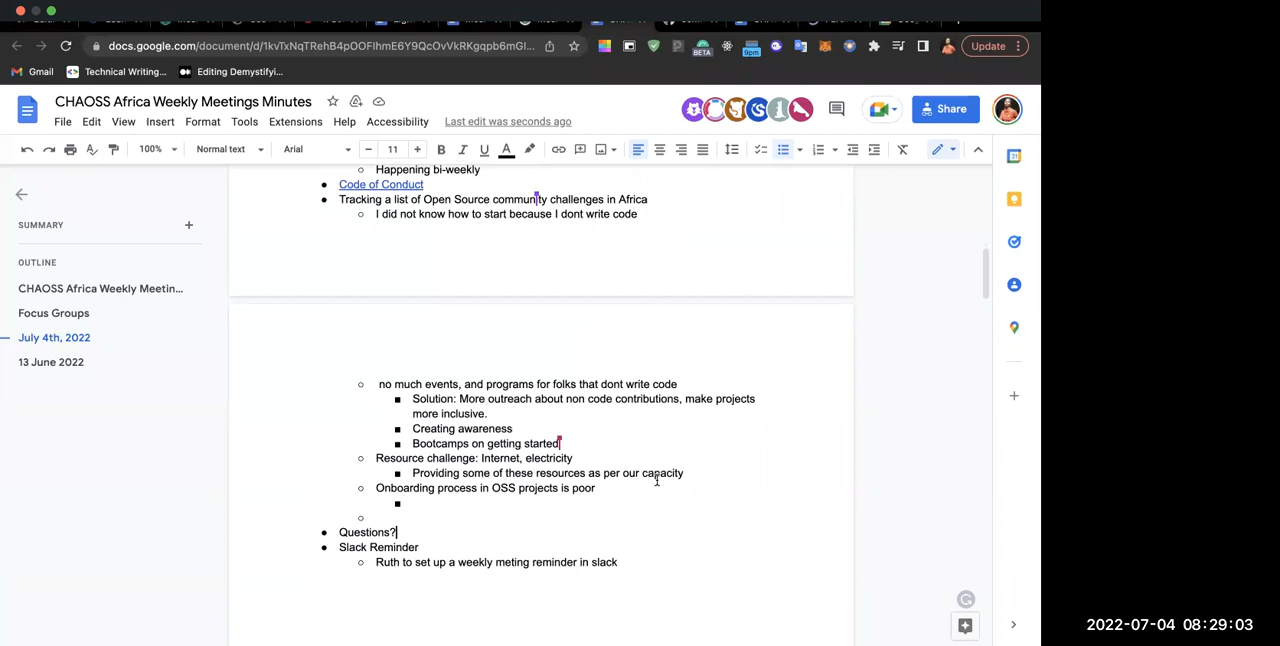 docs.google.com/document/d/1kvTxNqTRehB4pOOFIhmE6Y9QcOvVkRKgqpb6mGI...
BETA
9pm
Update
Gmail
Technical Writing...
Editing Demystifyi...
CHAOSS Africa Weekly Meetings Minutes
File Edit View Insert Format Tools Extensions Help Accessibility Last edit was seconds ago
Share
100% Normal text Arial 11
Happening bi-weekly
Code of Conduct
Tracking a list of Open Source community challenges in Africa
I did not know how to start because I dont write code
SUMMARY
OUTLINE
CHAOSS Africa Weekly Meetin...
Focus Groups
July 4th, 2022
13 June 2022
no much events, and programs for folks that dont write code
Solution: More outreach about non code contributions, make projects
more inclusive.
Creating awareness
Bootcamps on getting started
Resource challenge: Internet, electricity
Providing some of these resources as per our capacity
Onboarding process in OSS projects is poor
Questions?
Slack Reminder
Ruth to set up a weekly meting reminder in slack
2022-07-04 08:29:03